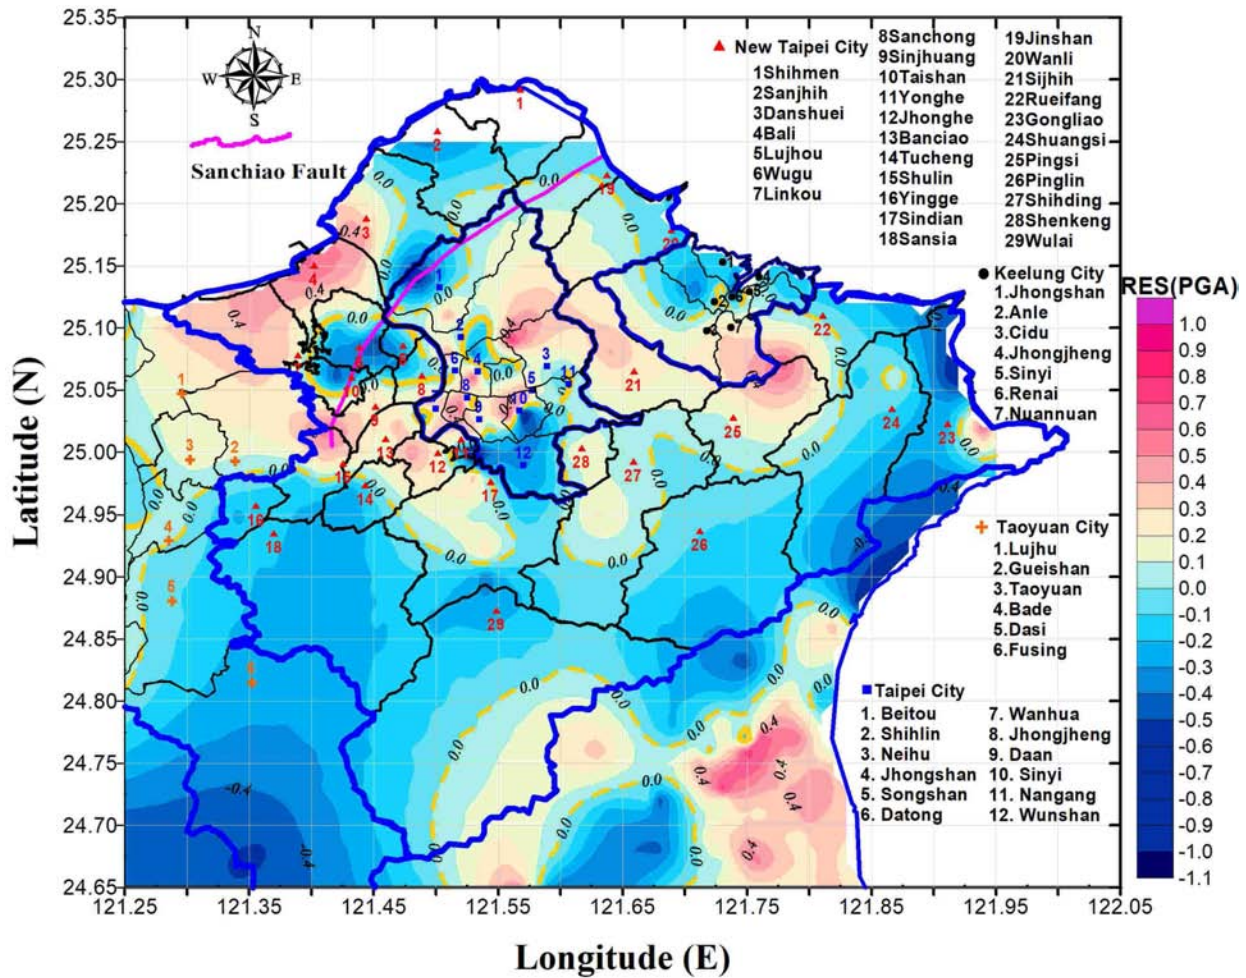 25.35
25.30
25.25
25.20
25.15
25.10
25.05
25.00
24.95
24.90
24.85
24.80
24.75
24.70
24.65
121.25
121.35
121.45
121.55
121.65
121.75
121.85
121.95
122.05
Latitude (N)
Longitude (E)
N
W
E
S
Sanchiao Fault
New Taipei City
1Shihmen
2Sanjhih
3Danshuei
4Bali
5Lujhou
6Wugu
7Linkou
8Sanchong
9Sinjhuang
10Taishan
11Yonghe
12Jhonghe
13Banciao
14Tucheng
15Shulin
16Yingge
17Sindian
18Sansia
19Jinshan
20Wanli
21Sijhih
22Rueifang
23Gongliao
24Shuangsi
25Pingsi
26Pinglin
27Shihding
28Shenkeng
29Wulai
Keelung City
1.Jhongshan
2.Anle
3.Cidu
4.Jhongjheng
5.Sinyi
6.Renai
7.Nuannuan
Taoyuan City
1.Lujhu
2.Gueishan
3.Taoyuan
4.Bade
5.Dasi
6.Fusing
Taipei City
1. Beitou
2. Shihlin
3. Neihu
4. Jhongshan
5. Songshan
6. Datong
7. Wanhua
8. Jhongjheng
9. Daan
10. Sinyi
11. Nangang
12. Wunshan
RES(PGA)
1.0
0.9
0.8
0.7
0.6
0.5
0.4
0.3
0.2
0.1
0.0
-0.1
-0.2
-0.3
-0.4
-0.5
-0.6
-0.7
-0.8
-0.9
-1.0
-1.1